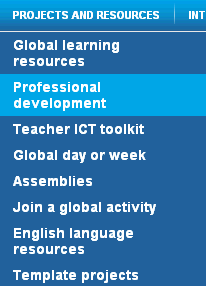 PROJECTS AND RESOURCES INT
Global learning
resources
Professional
development
Teacher ICT toolkit
Global day or week
Assemblies
Join a global activity
English language
resources
Template projects